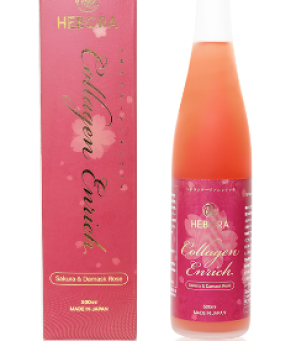 HEBORA
Collagen Enrich
Sakura & Damask Rose
500ml
MADE IN JAPAN
HEBORA
Collagen
Enrich
Sakura & Damask Rose
500ml
MADE IN JAPAN